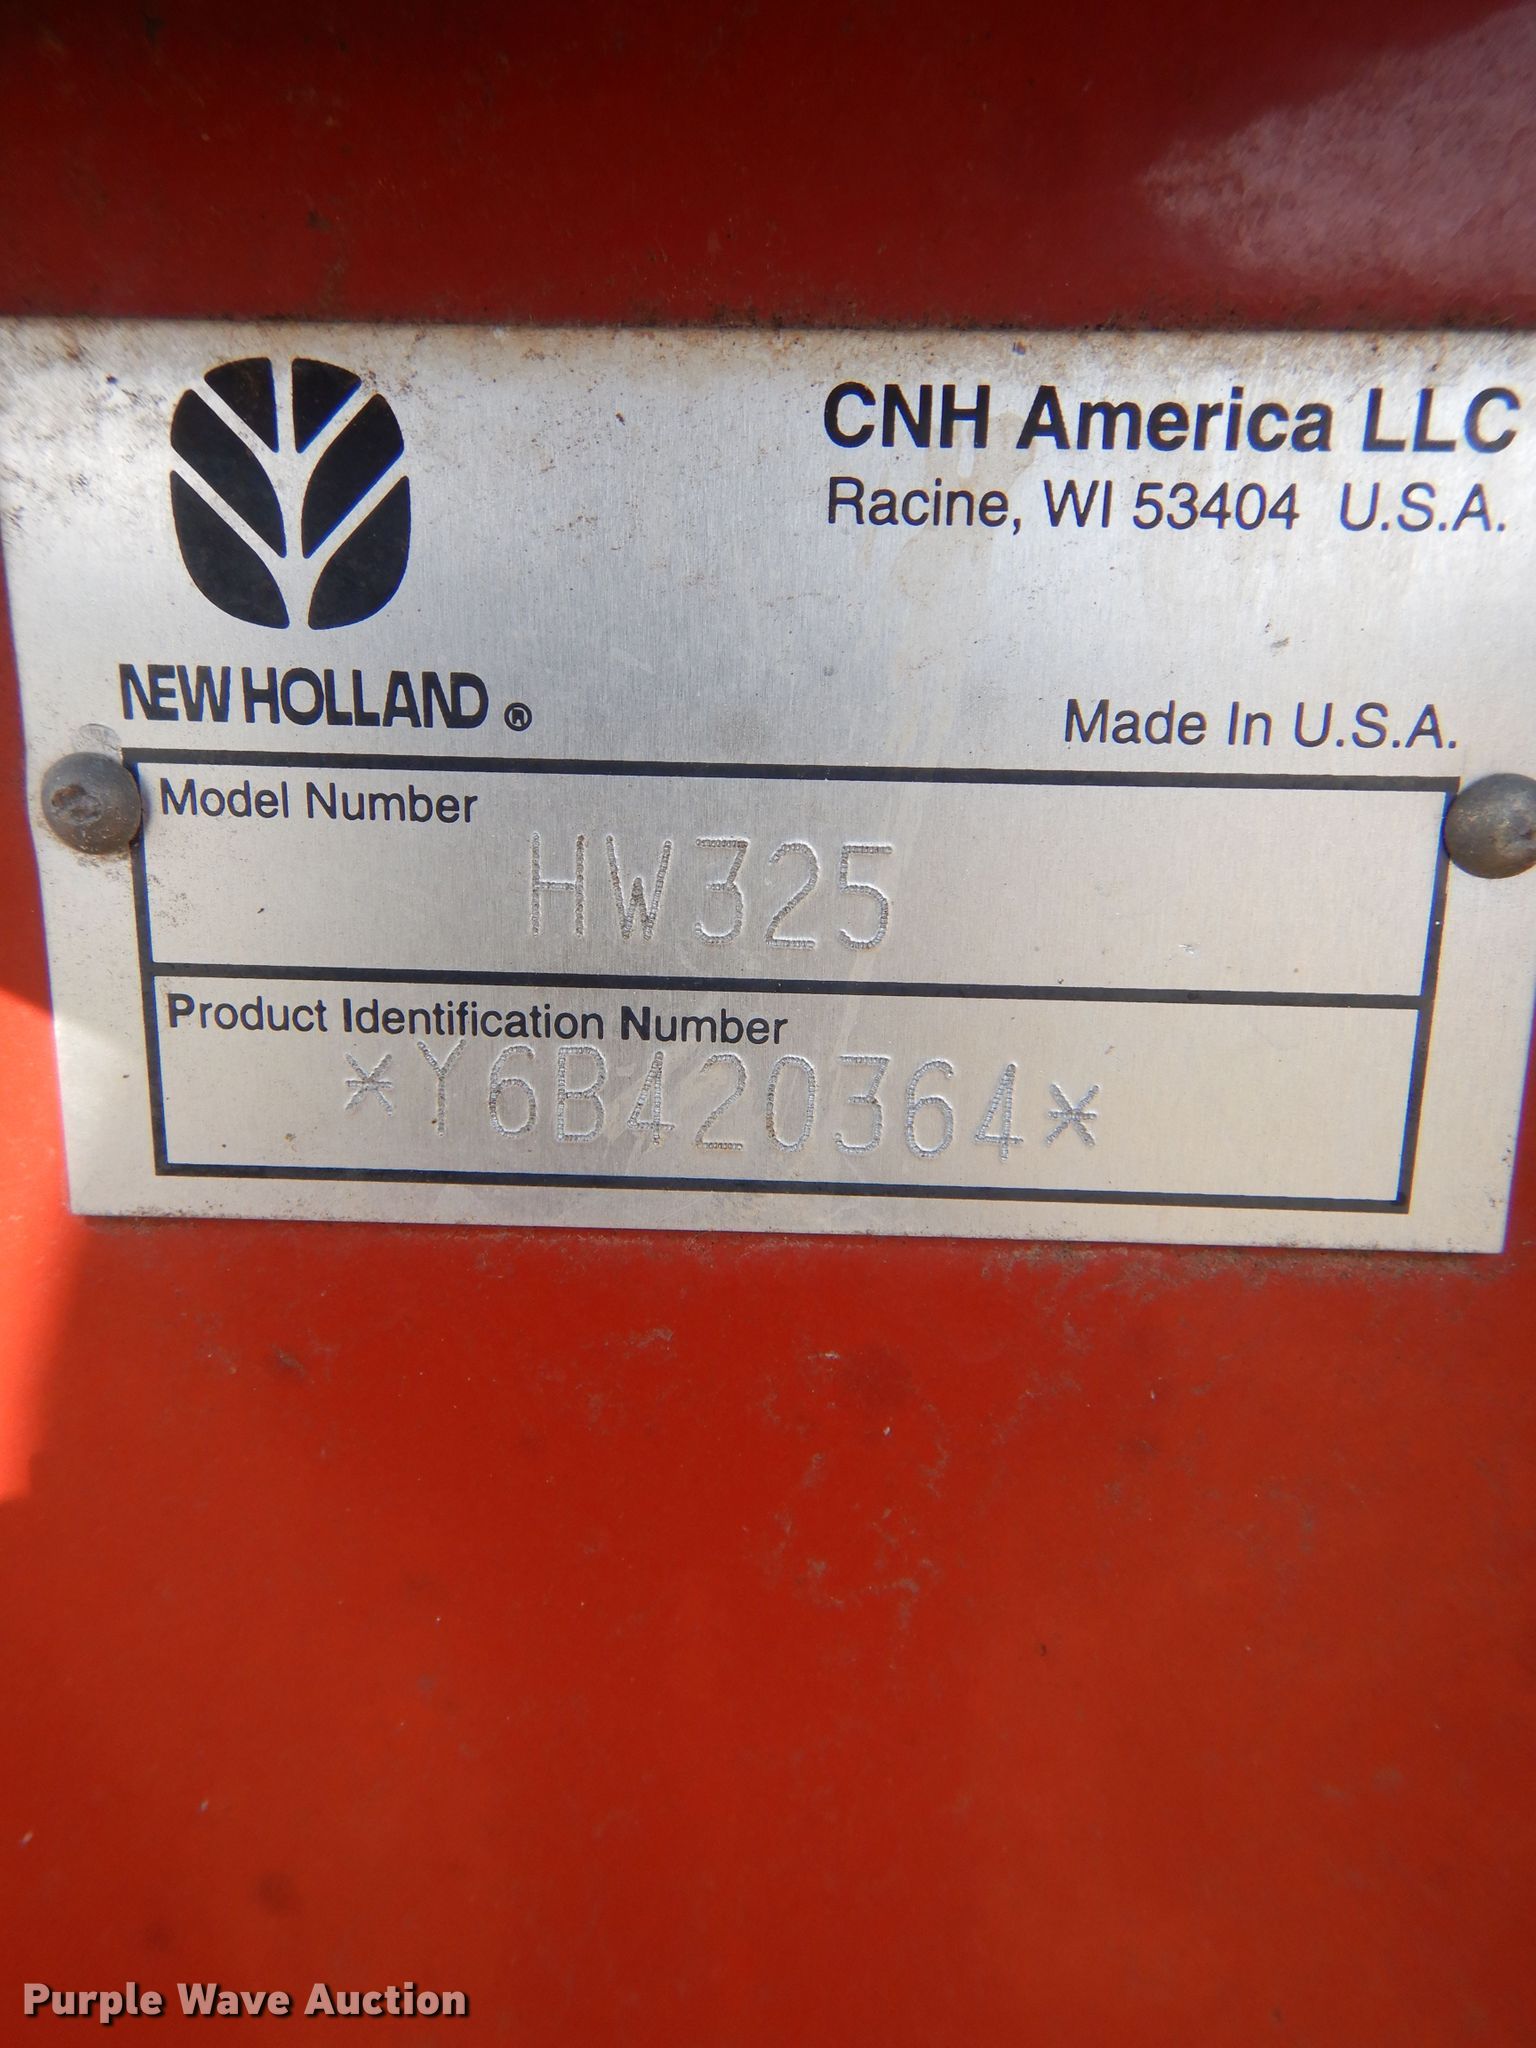 CNH America LLC
Racine, WI 53404 U.S.A.
NEW HOLLAND ®
Made In U.S.A.
Model Number
HW325
Product Identification Number
*Y6B420364*
Purple Wave Auction